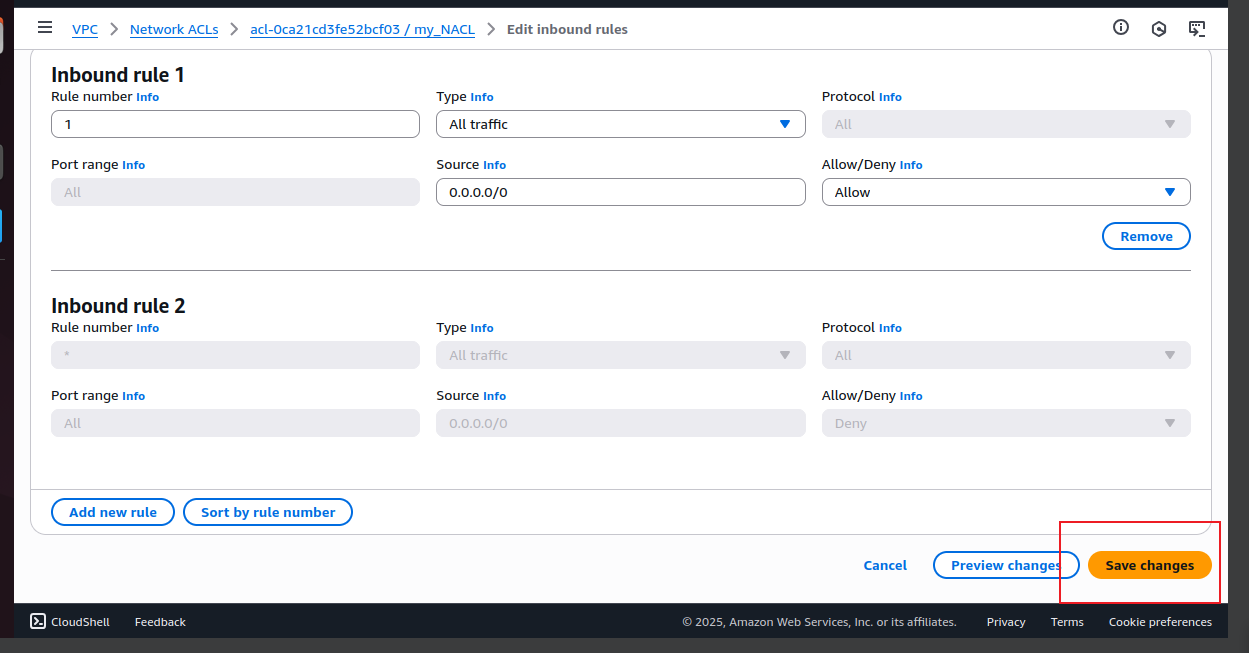 VPC > Network ACLs > acl-0ca21cd3fe52bcf03 / my_NACL > Edit inbound rules
Inbound rule 1
Rule number Info Type Info Protocol Info
1 All traffic All
Port range Info Source Info Allow/Deny Info
All 0.0.0.0/0 Allow
Remove
Inbound rule 2
Rule number Info Type Info Protocol Info
* All traffic All
Port range Info Source Info Allow/Deny Info
All 0.0.0.0/0 Deny
Add new rule Sort by rule number
Cancel Preview changes Save changes
CloudShell Feedback © 2025, Amazon Web Services, Inc. or its affiliates. Privacy Terms Cookie preferences